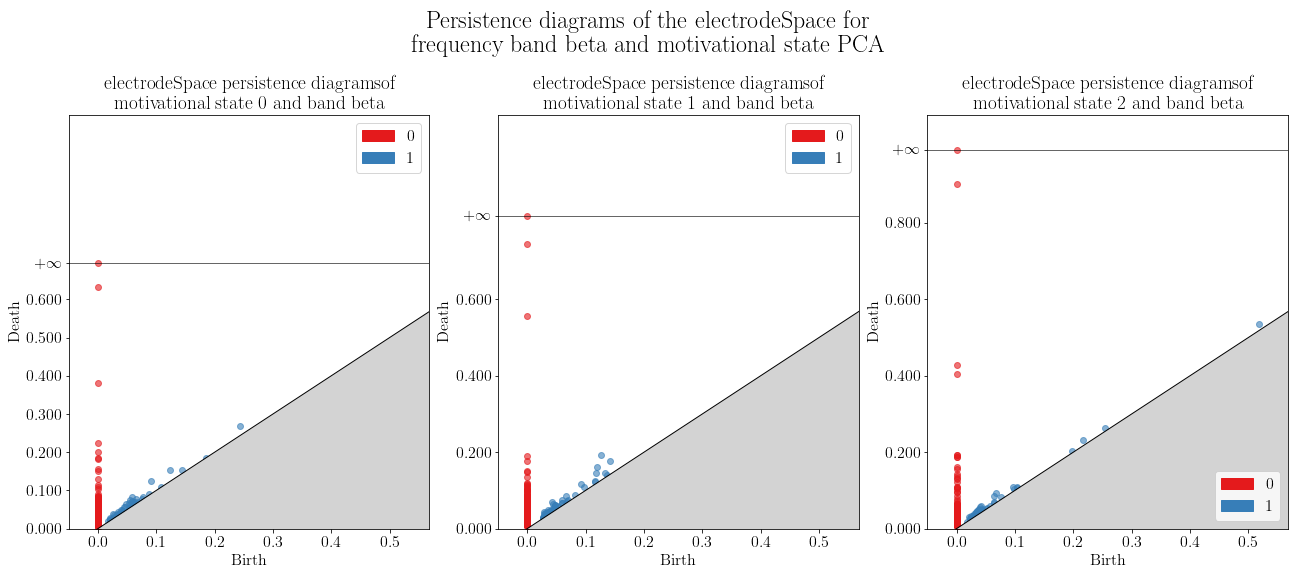 Persistence diagrams of the electrodeSpace for
frequency band beta and motivational state PCA
electrodeSpace persistence diagramsof
motivational state 0 and band beta
0
1
+∞
0.600
0.500
0.400
0.300
0.200
0.100
0.000
Death
0.0 0.1 0.2 0.3 0.4 0.5
Birth
electrodeSpace persistence diagramsof
motivational state 1 and band beta
0
1
+∞
0.600
0.400
0.200
0.000
Death
0.0 0.1 0.2 0.3 0.4 0.5
Birth
electrodeSpace persistence diagramsof
motivational state 2 and band beta
+∞
0.800
0.600
0.400
0.200
0.000
Death
0
1
0.0 0.1 0.2 0.3 0.4 0.5
Birth